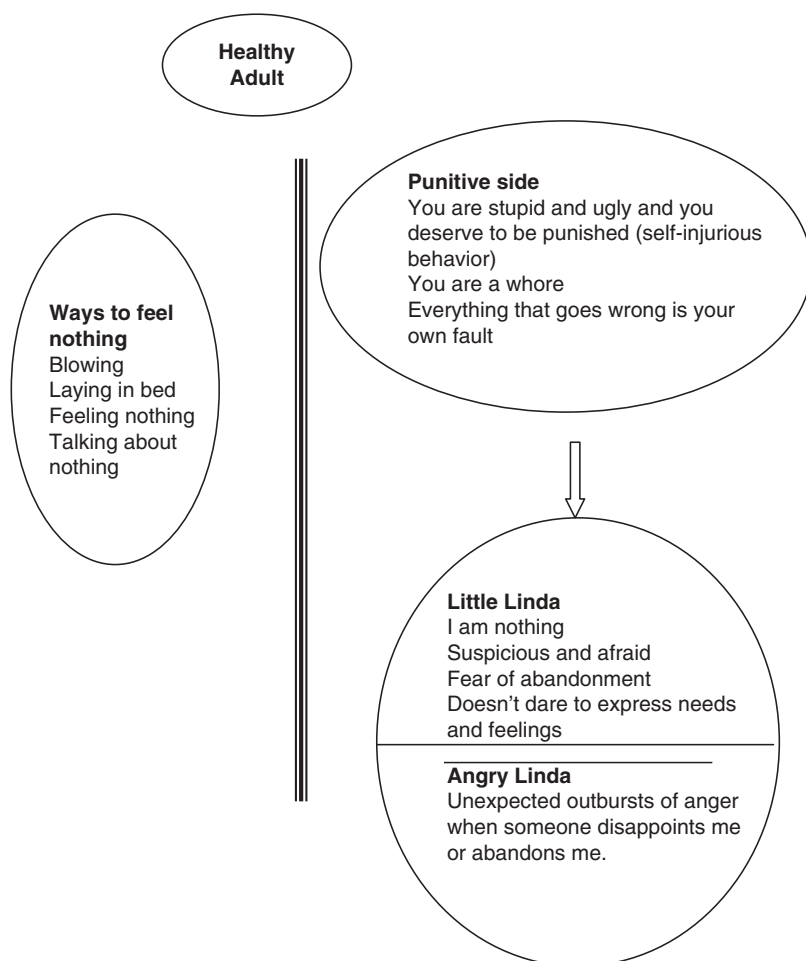 Healthy
Adult
Punitive side
You are stupid and ugly and you
deserve to be punished (self-injurious
behavior)
You are a whore
Everything that goes wrong is your
own fault
Ways to feel
nothing
Blowing
Laying in bed
Feeling nothing
Talking about
nothing
Little Linda
I am nothing
Suspicious and afraid
Fear of abandonment
Doesn't dare to express needs
and feelings
Angry Linda
Unexpected outbursts of anger
when someone disappoints me
or abandons me.